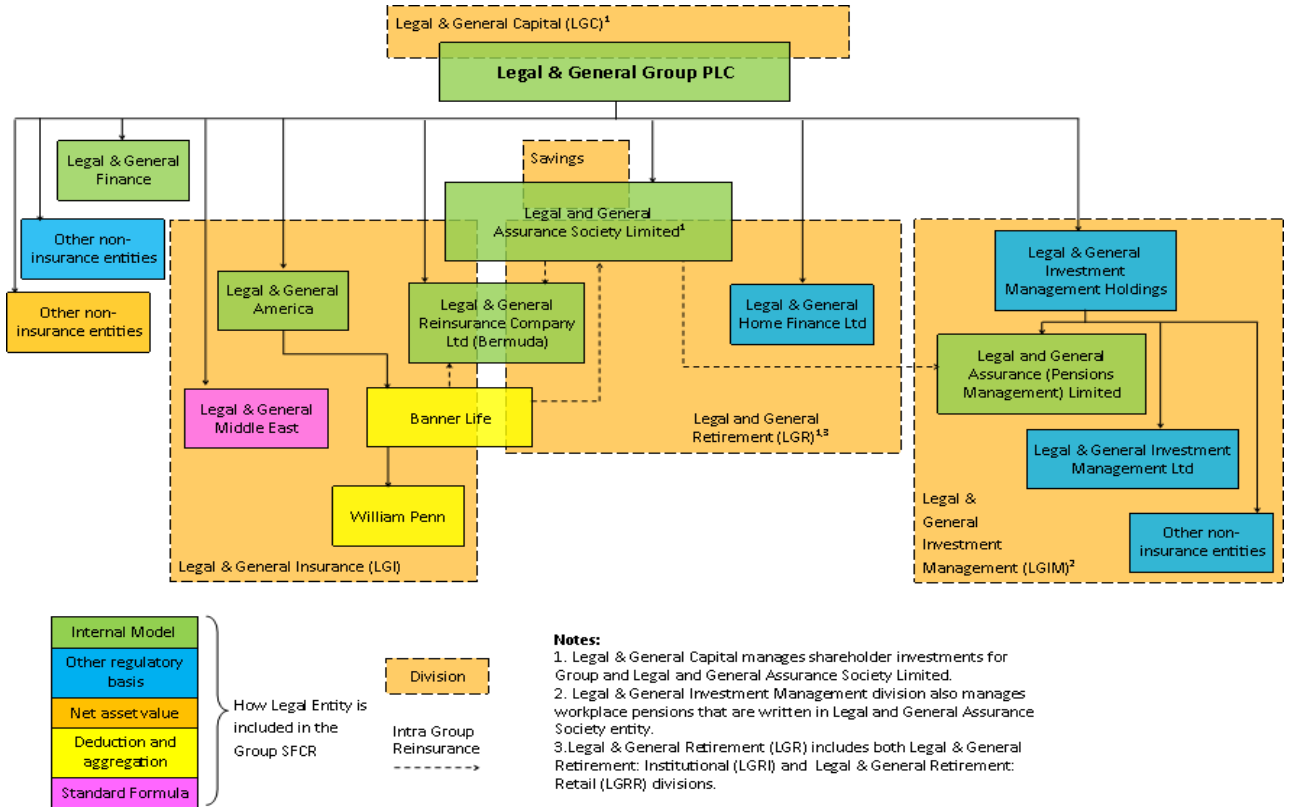 Legal & General Capital (LGC)1
Legal & General Group PLC
Legal & General
Finance
Savings
Other non-
insurance entities
Other non-
insurance entities
Legal and General
Assurance Society Limited1
Legal & General
America
Legal & General
Reinsurance Company
Ltd (Bermuda)
Legal & General
Home Finance Ltd
Legal & General
Investment
Management Holdings
Legal & General
Middle East
Banner Life
Legal and General
Retirement (LGR)1,3
Legal and General
Assurance (Pensions
Management) Limited
Legal & General Investment
Management Ltd
William Penn
Other non-
insurance entities
Legal & General Insurance (LGI)
Legal &
General
Investment
Management (LGIM)2
Internal Model
Other regulatory
basis
Net asset value
Deduction and
aggregation
Standard Formula
How Legal Entity is
included in the
Group SFCR
Division
Intra Group
Reinsurance
Notes:
1. Legal & General Capital manages shareholder investments for
Group and Legal and General Assurance Society Limited.
2. Legal & General Investment Management division also manages
workplace pensions that are written in Legal and General Assurance
Society entity.
3.Legal & General Retirement (LGR) includes both Legal & General
Retirement: Institutional (LGRI) and Legal & General Retirement:
Retail (LGRR) divisions.